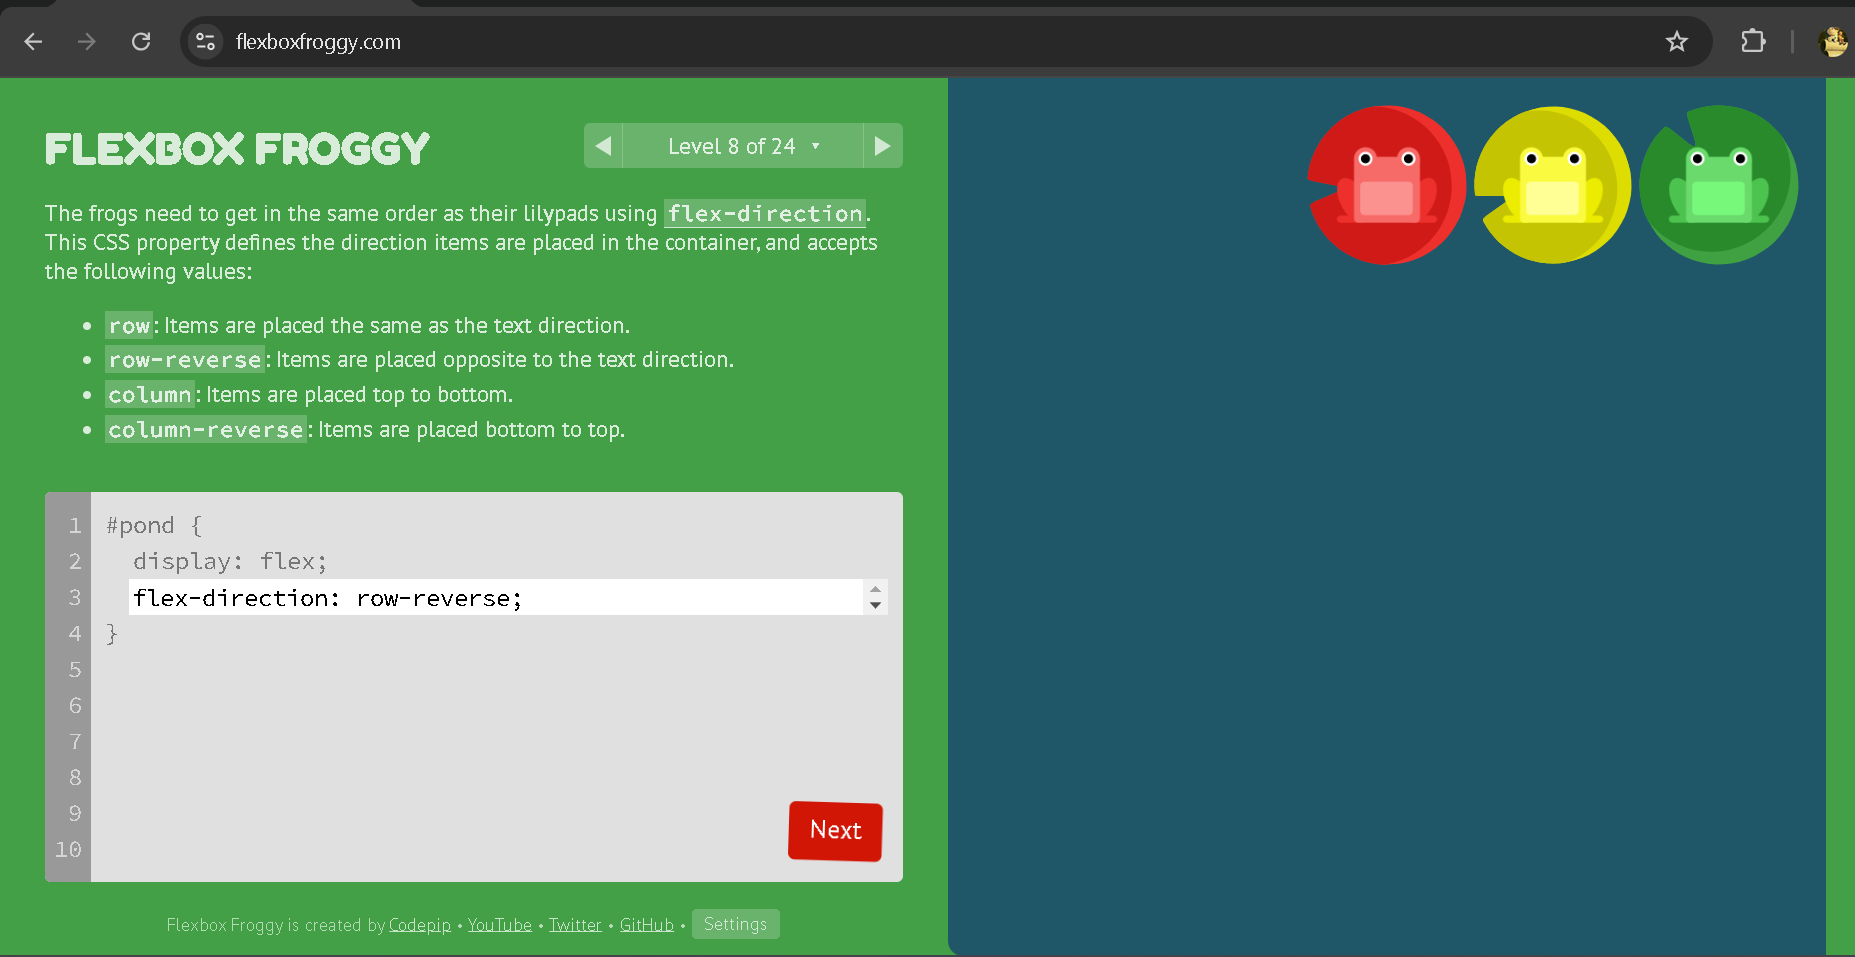 flexboxfroggy.com
FLEXBOX FROGGY
Level 8 of 24
The frogs need to get in the same order as their lilypads using flex-direction.
This CSS property defines the direction items are placed in the container, and accepts
the following values:
row: Items are placed the same as the text direction.
row-reverse: Items are placed opposite to the text direction.
column: Items are placed top to bottom.
column-reverse: Items are placed bottom to top.
1 #pond {
2 display: flex;
3 flex-direction: row-reverse;
4 }
5
6
7
8
9
10
Next
Flexbox Froggy is created by Codepip • YouTube • Twitter • GitHub • Settings